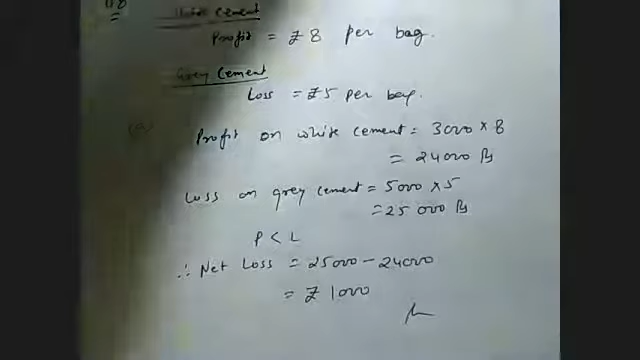 White cement
Profit = ₹ 8 per bag.
Grey cement
Loss = ₹5 per bag.
(a)
Profit on white cement = 3000 × 8
= 24000 Rs
Loss on grey cement = 5000 × 5
= 25 000 Rs
P < L
∴ Net Loss = 25000 - 24000
= ₹ 1000